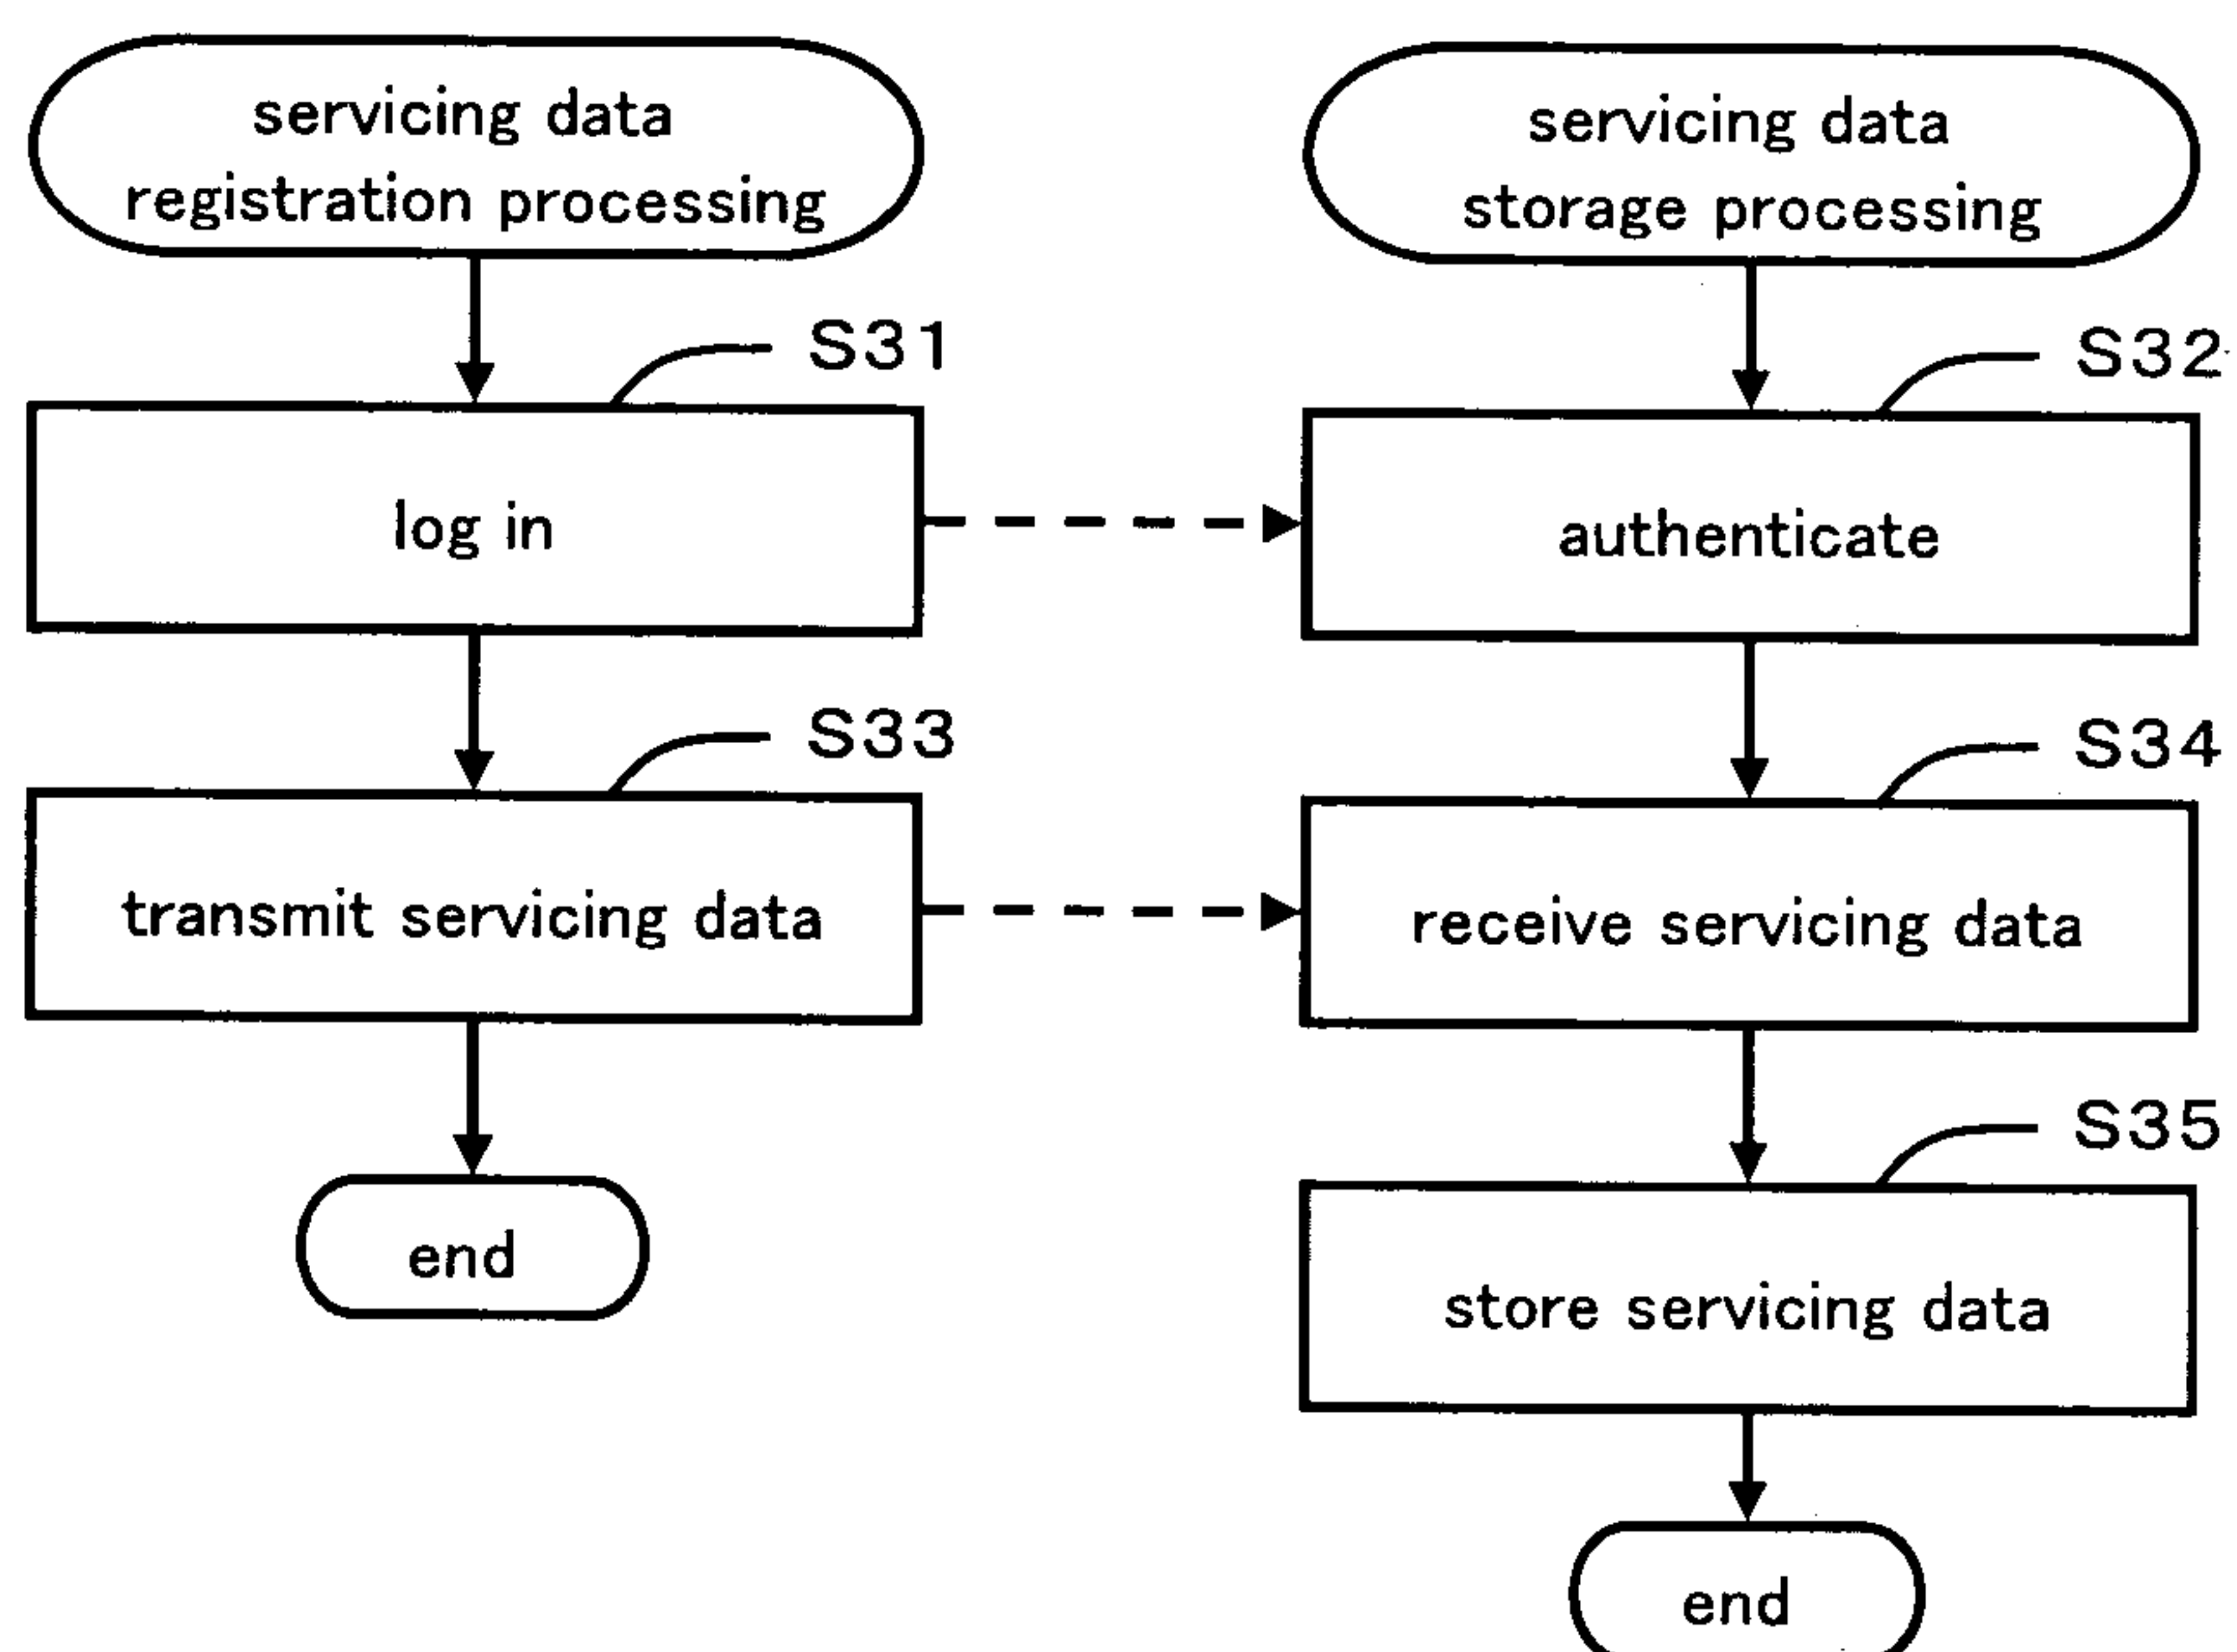 servicing data
registration processing
servicing data
storage processing
S31
S32
log in
authenticate
S33
S34
transmit servicing data
receive servicing data
S35
end
store servicing data
end